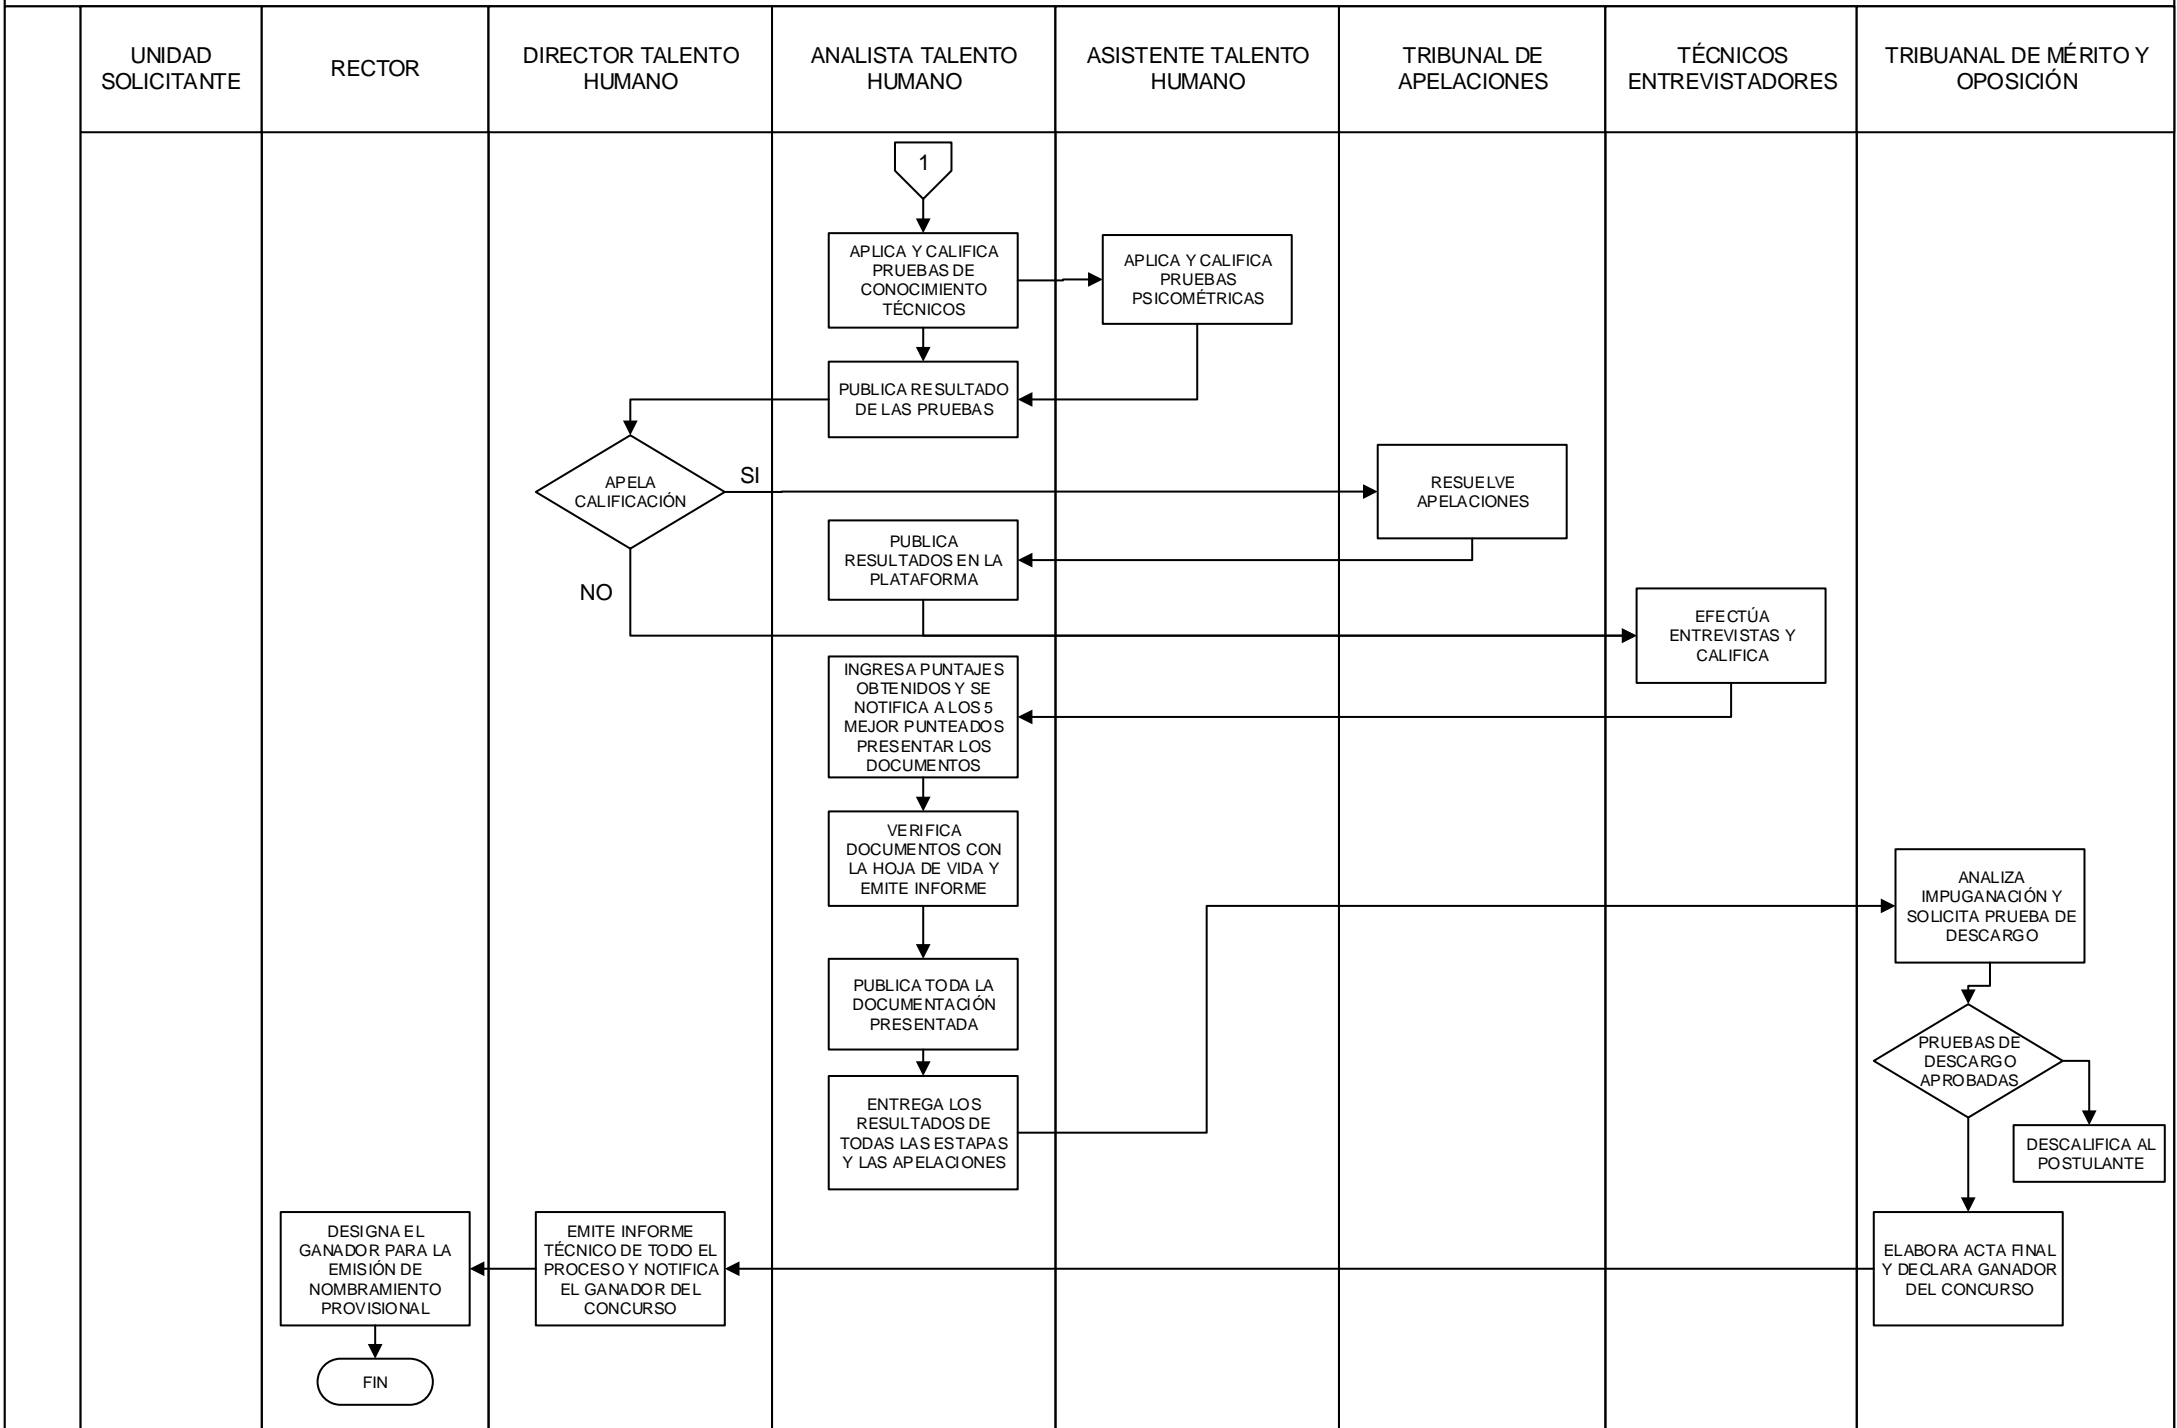 UNIDAD
SOLICITANTE
RECTOR
DIRECTOR TALENTO
HUMANO
ANALISTA TALENTO
HUMANO
ASISTENTE TALENTO
HUMANO
TRIBUNAL DE
APELACIONES
TÉCNICOS
ENTREVISTADORES
TRIBUANAL DE MÉRITO Y
OPOSICIÓN
1
APLICA Y CALIFICA
PRUEBAS DE
CONOCIMIENTO
TÉCNICOS
APLICA Y CALIFICA
PRUEBAS
PSICOMÉTRICAS
PUBLICA RESULTADO
DE LAS PRUEBAS
APELA
CALIFICACIÓN
SI
RESUELVE
APELACIONES
PUBLICA
RESULTADOS EN LA
PLATAFORMA
NO
EFECTÚA
ENTREVISTAS Y
CALIFICA
INGRESA PUNTAJES
OBTENIDOS Y SE
NOTIFICA A LOS 5
MEJOR PUNTEADOS
PRESENTAR LOS
DOCUMENTOS
VERIFICA
DOCUMENTOS CON
LA HOJA DE VIDA Y
EMITE INFORME
ANALIZA
IMPUGANACIÓN Y
SOLICITA PRUEBA DE
DESCARGO
PUBLICA TODA LA
DOCUMENTACIÓN
PRESENTADA
PRUEBAS DE
DESCARGO
APROBADAS
ENTREGA LOS
RESULTADOS DE
TODAS LAS ESTAPAS
Y LAS APELACIONES
DESCALIFICA AL
POSTULANTE
DESIGNA EL
GANADOR PARA LA
EMISIÓN DE
NOMBRAMIENTO
PROVISIONAL
EMITE INFORME
TÉCNICO DE TODO EL
PROCESO Y NOTIFICA
EL GANADOR DEL
CONCURSO
ELABORA ACTA FINAL
Y DECLARA GANADOR
DEL CONCURSO
FIN